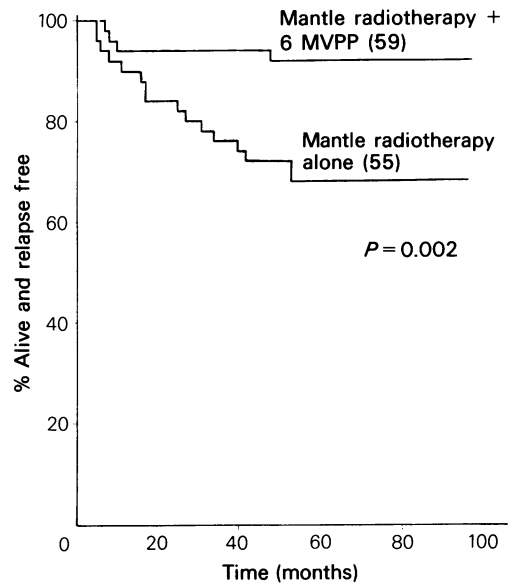 100
80
60
40
20
0
20
40
60
80
100
% Alive and relapse free
Time (months)
Mantle radiotherapy +
6 MVPP (59)
Mantle radiotherapy
alone (55)
P = 0.002